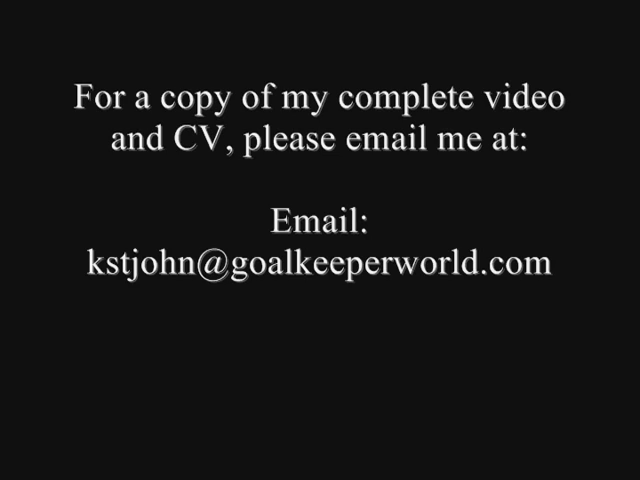 For a copy of my complete video
and CV, please email me at:
Email:
kstjohn@goalkeeperworld.com